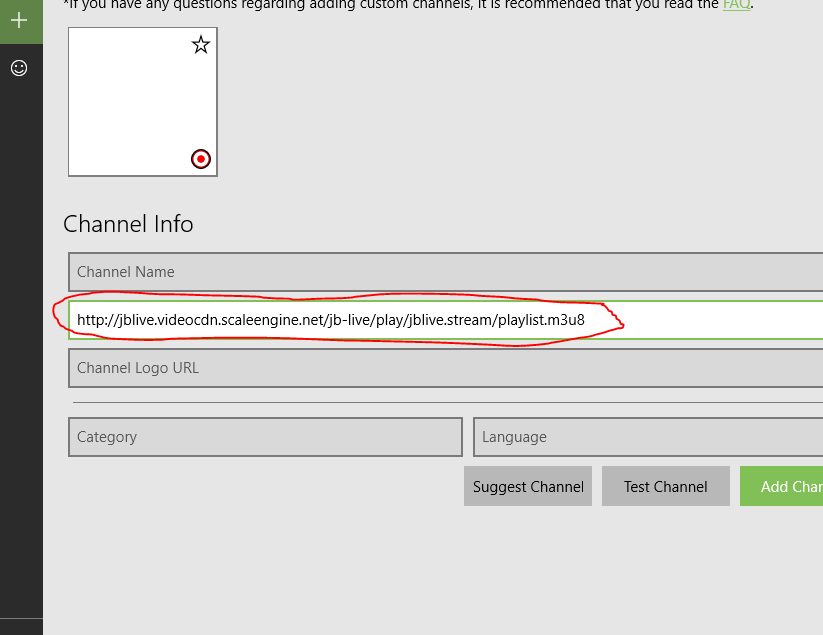 *If you have any questions regarding adding custom channels, it is recommended that you read the FAQ.
Channel Info
Channel Name
http://jblive.videocdn.scaleengine.net/jb-live/play/jblive.stream/playlist.m3u8
Channel Logo URL
Category Language
Suggest Channel Test Channel Add Chan